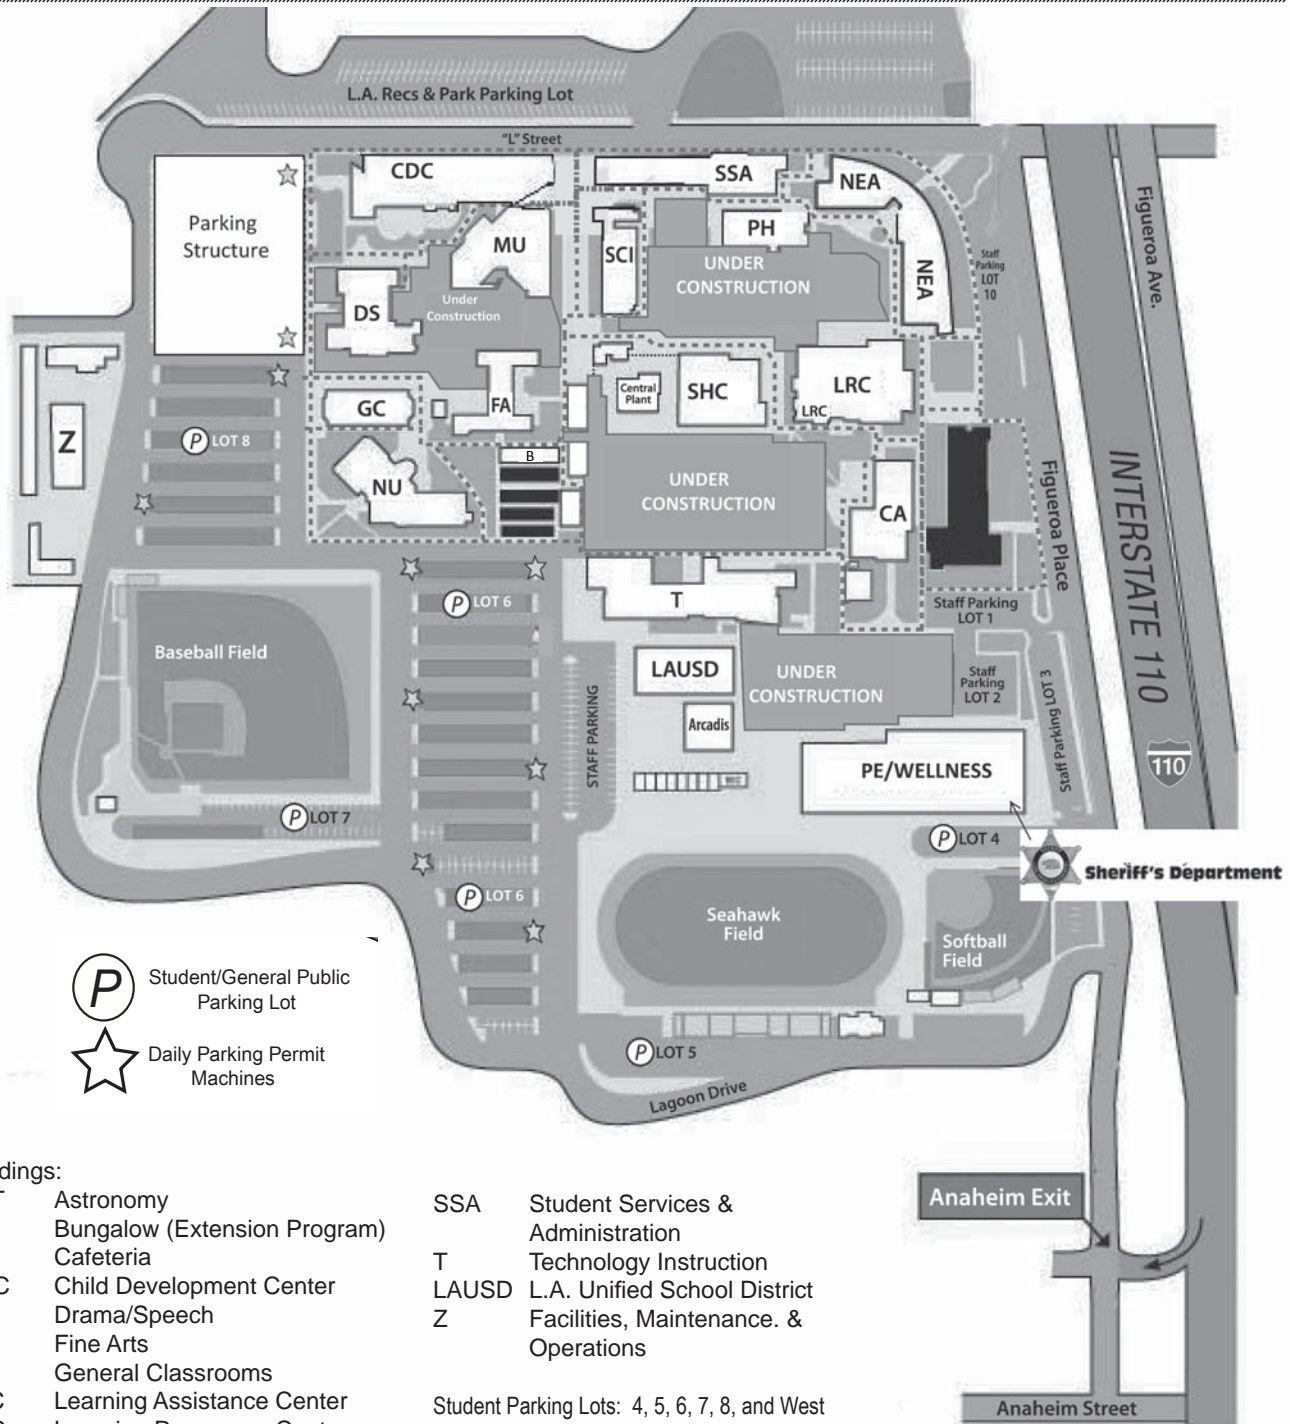 L.A. Recs & Park Parking Lot
"L" Street
CDC
SSA
NEA
Figueroa Ave.
Parking
Structure
MU
SCI
PH
NEA
Staff
Parking
LOT
10
UNDER
CONSTRUCTION
DS
Under
Construction
FA
GC
Central
Plant
SHC
LRC
LRC
Z
P LOT 8
NU
B
UNDER
CONSTRUCTION
CA
Figueroa Place
INTERSTATE 110
P LOT 6
T
Staff Parking
LOT 1
Baseball Field
LAUSD
UNDER
CONSTRUCTION
Staff
Parking
LOT 2
Staff Parking LOT 3
STAFF PARKING
Arcadis
PE/WELLNESS
110
P LOT 7
P LOT 4
Sheriff's Department
P LOT 6
Seahawk
Field
Softball
Field
P
Student/General Public
Parking Lot
Daily Parking Permit
Machines
P LOT 5
Lagoon Drive
Anaheim Exit
Anaheim Street
dings:
Astronomy
Bungalow (Extension Program)
Cafeteria
C Child Development Center
Drama/Speech
Fine Arts
General Classrooms
C Learning Assistance Center
SSA Student Services &
Administration
T Technology Instruction
LAUSD L.A. Unified School District
Z Facilities, Maintenance. &
Operations
Student Parking Lots: 4, 5, 6, 7, 8, and West